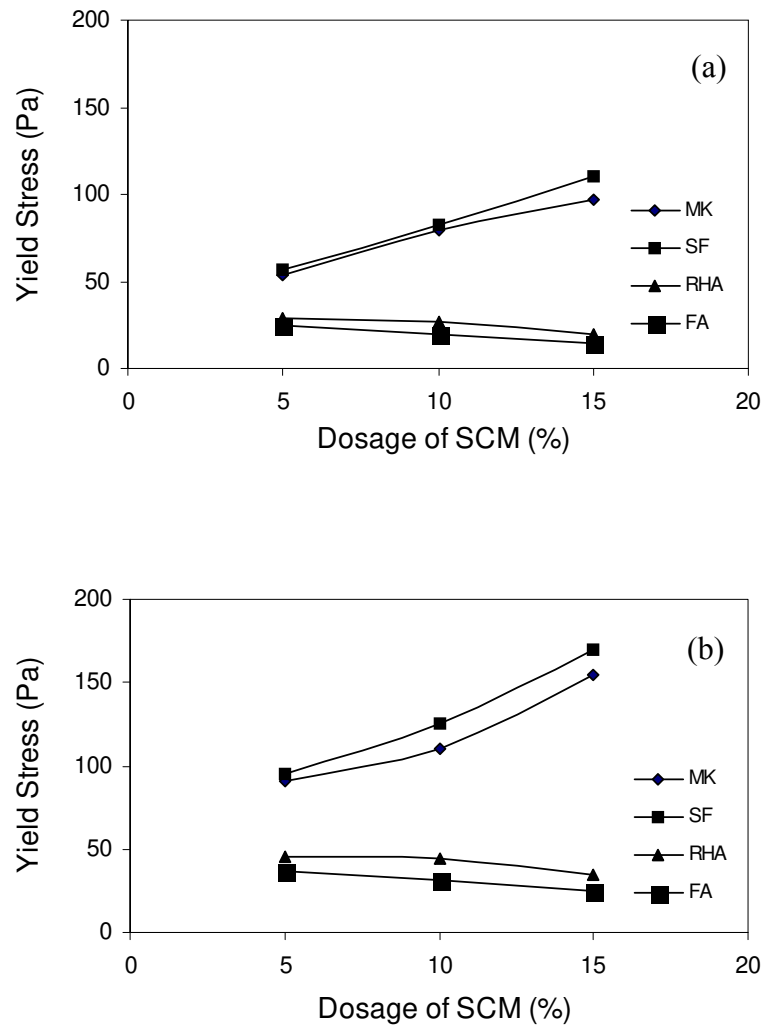 (a)
Yield Stress (Pa)
200
150
100
50
0
0 5 10 15 20
Dosage of SCM (%)
MK
SF
RHA
FA
(b)
Yield Stress (Pa)
200
150
100
50
0
0 5 10 15 20
Dosage of SCM (%)
MK
SF
RHA
FA